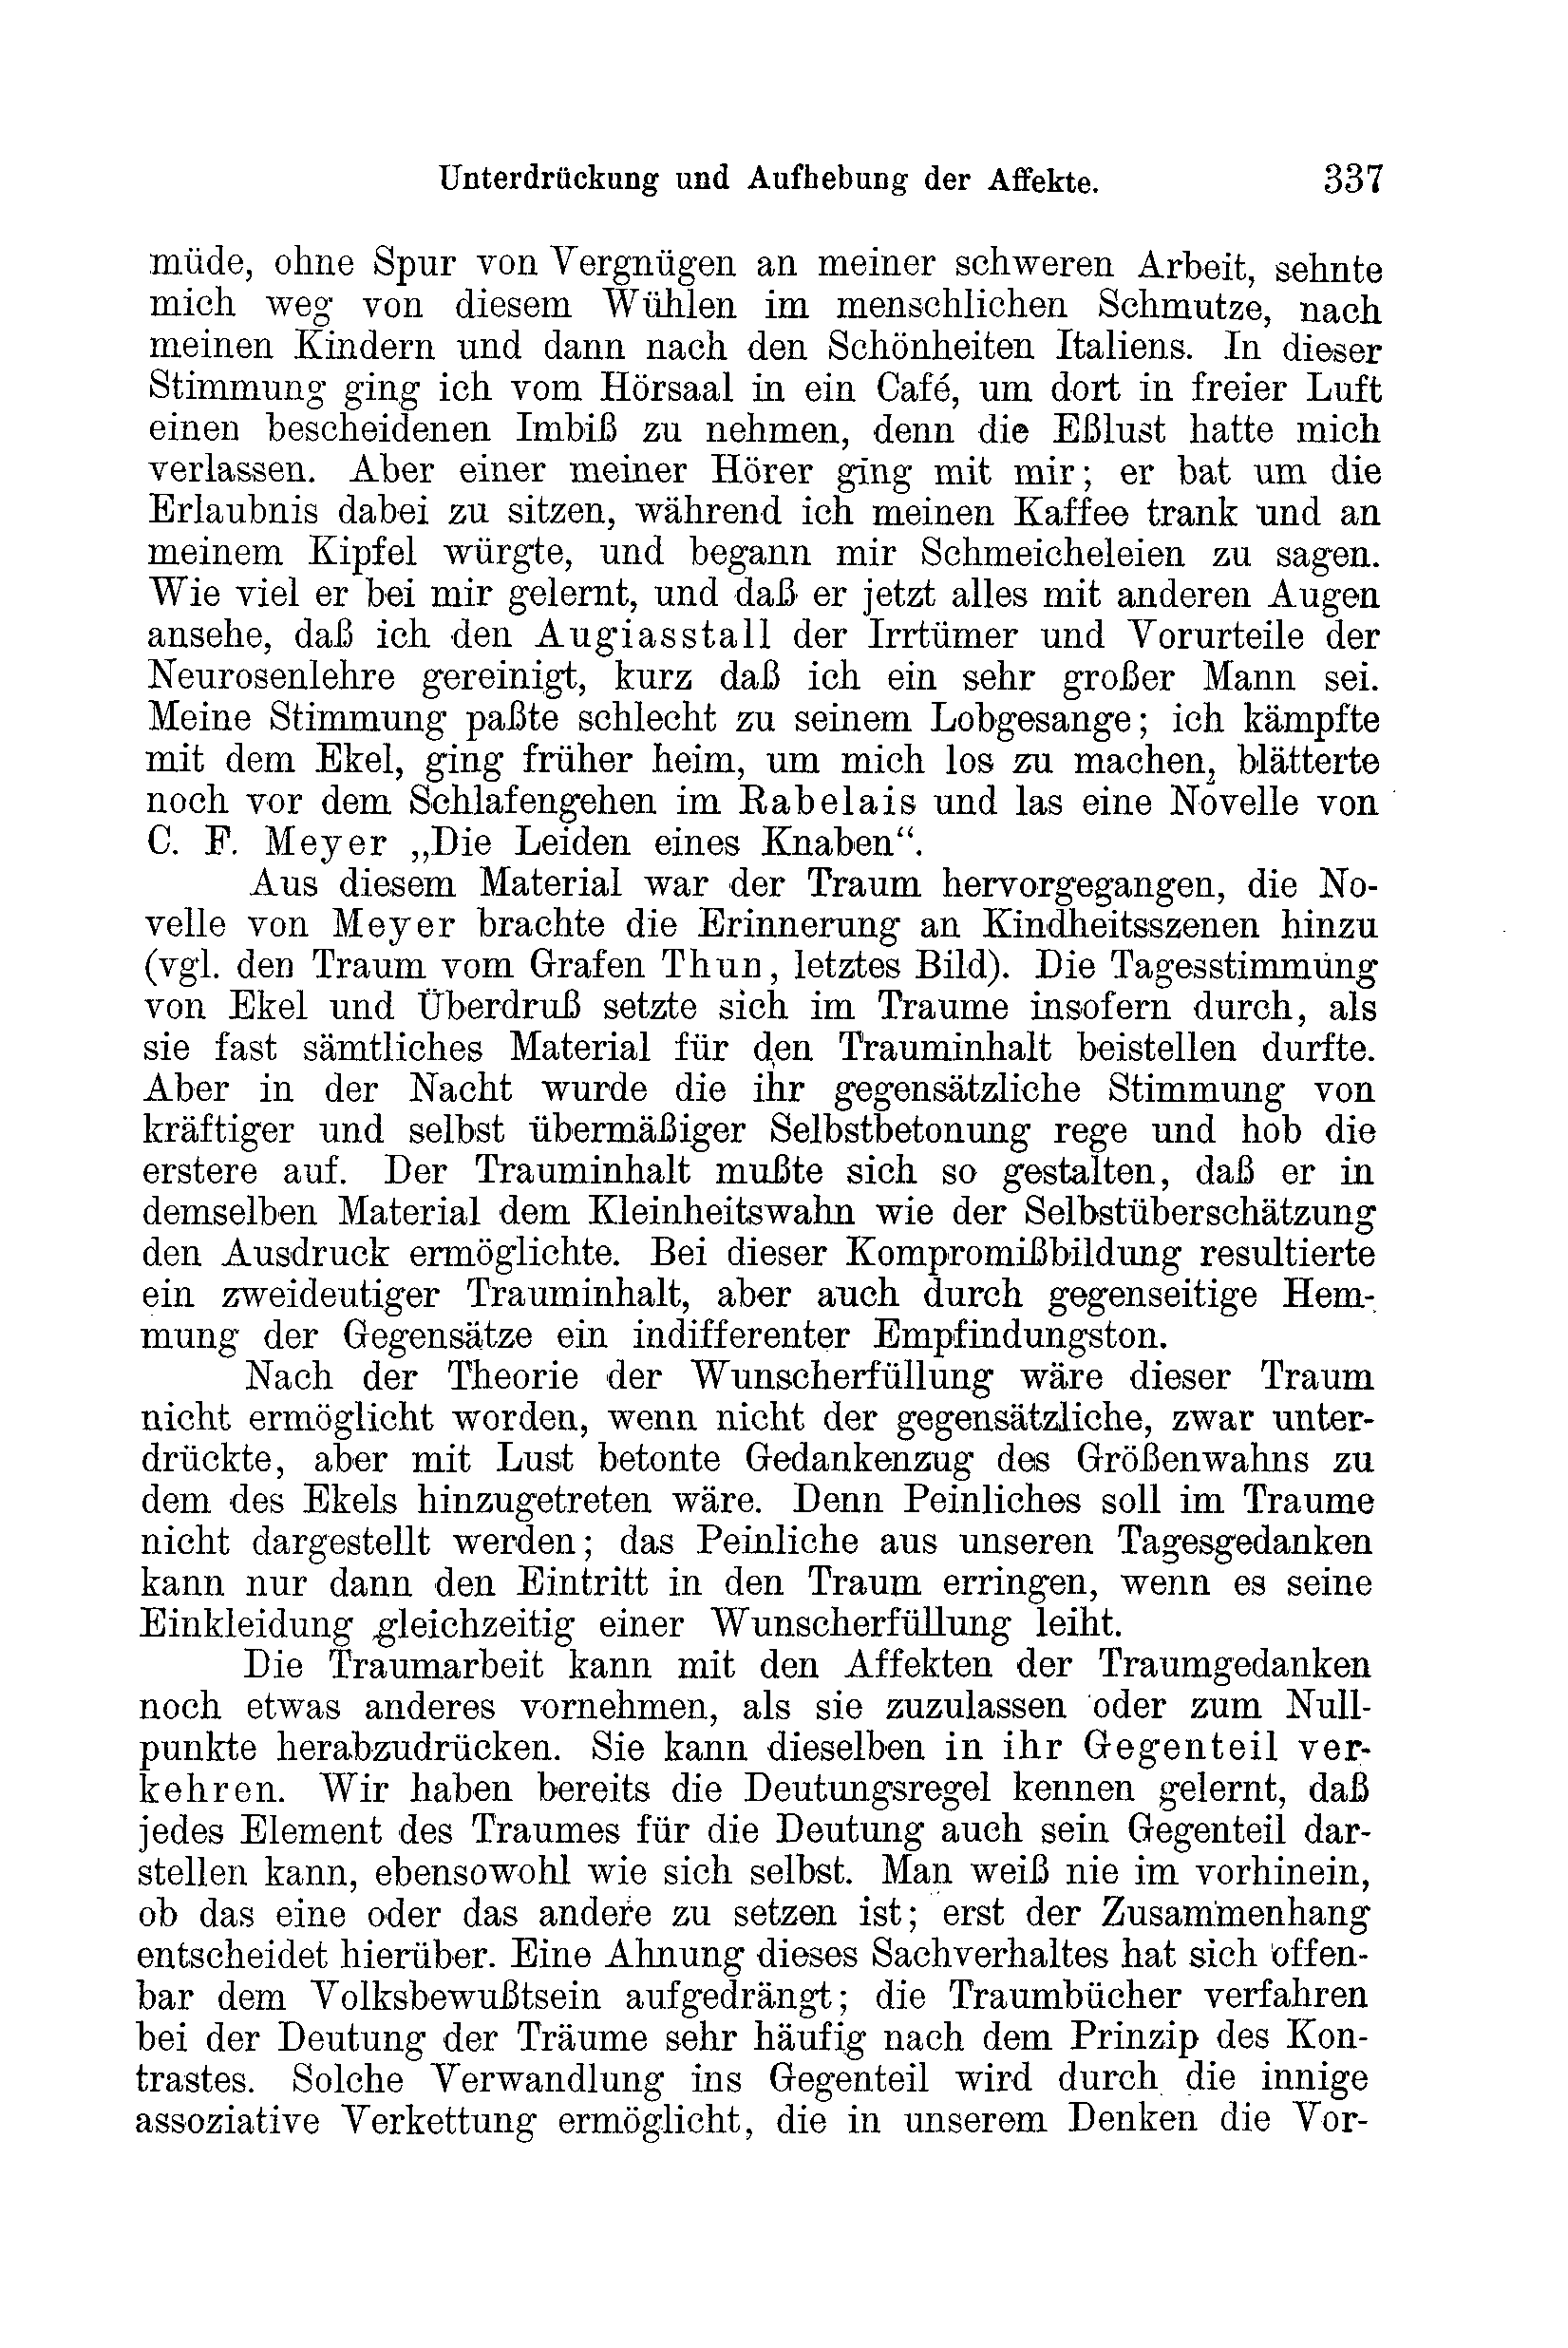 Unterdrückung und Aufhebung der Affekte. 337
müde, ohne Spur von Vergnügen an meiner schweren Arbeit, sehnte
mich weg von diesem Wühlen im menschlichen Schmutze, nach
meinen Kindern und dann nach den Schönheiten Italiens. In dieser
Stimmung ging ich vom Hörsaal in ein Café, um dort in freier Luft
einen bescheidenen Imbiß zu nehmen, denn die Eßlust hatte mich
verlassen. Aber einer meiner Hörer ging mit mir; er bat um die
Erlaubnis dabei zu sitzen, während ich meinen Kaffee trank und an
meinem Kipfel würgte, und begann mir Schmeicheleien zu sagen.
Wie viel er bei mir gelernt, und daß er jetzt alles mit anderen Augen
ansehe, daß ich den Augiasstall der Irrtümer und Vorurteile der
Neurosenlehre gereinigt, kurz daß ich ein sehr großer Mann sei.
Meine Stimmung paßte schlecht zu seinem Lobgesange; ich kämpfte
mit dem Ekel, ging früher heim, um mich los zu machen, blätterte
noch vor dem Schlafengehen im Rabelais und las eine Novelle von
C. F. Meyer „Die Leiden eines Knaben“.
Aus diesem Material war der Traum hervorgegangen, die No-
velle von Meyer brachte die Erinnerung an Kindheitsszenen hinzu
(vgl. den Traum vom Grafen Thun, letztes Bild). Die Tagesstimmung
von Ekel und Überdruß setzte sich im Traume insofern durch, als
sie fast sämtliches Material für den Trauminhalt beistellen durfte.
Aber in der Nacht wurde die ihr gegensätzliche Stimmung von
kräftiger und selbst übermäßiger Selbstbetonung rege und hob die
erstere auf. Der Trauminhalt mußte sich so gestalten, daß er in
demselben Material dem Kleinheitswahn wie der Selbstüberschätzung
den Ausdruck ermöglichte. Bei dieser Kompromißbildung resultierte
ein zweideutiger Trauminhalt, aber auch durch gegenseitige Hem-
mung der Gegensätze ein indifferenter Empfindungston.
Nach der Theorie der Wunscherfüllung wäre dieser Traum
nicht ermöglicht worden, wenn nicht der gegensätzliche, zwar unter-
drückte, aber mit Lust betonte Gedankenzug des Größenwahns zu
dem des Ekels hinzugetreten wäre. Denn Peinliches soll im Traume
nicht dargestellt werden; das Peinliche aus unseren Tagesgedanken
kann nur dann den Eintritt in den Traum erringen, wenn es seine
Einkleidung gleichzeitig einer Wunscherfüllung leiht.
Die Traumarbeit kann mit den Affekten der Traumgedanken
noch etwas anderes vornehmen, als sie zuzulassen oder zum Null-
punkte herabzudrücken. Sie kann dieselben in ihr Gegenteil ver-
kehren. Wir haben bereits die Deutungsregel kennen gelernt, daß
jedes Element des Traumes für die Deutung auch sein Gegenteil dar-
stellen kann, ebensowohl wie sich selbst. Man weiß nie im vorhinein,
ob das eine oder das andere zu setzen ist; erst der Zusammenhang
entscheidet hierüber. Eine Ahnung dieses Sachverhaltes hat sich offen-
bar dem Volksbewußtsein aufgedrängt; die Traumbücher verfahren
bei der Deutung der Träume sehr häufig nach dem Prinzip des Kon-
trastes. Solche Verwandlung ins Gegenteil wird durch die innige
assoziative Verkettung ermöglicht, die in unserem Denken die Vor-